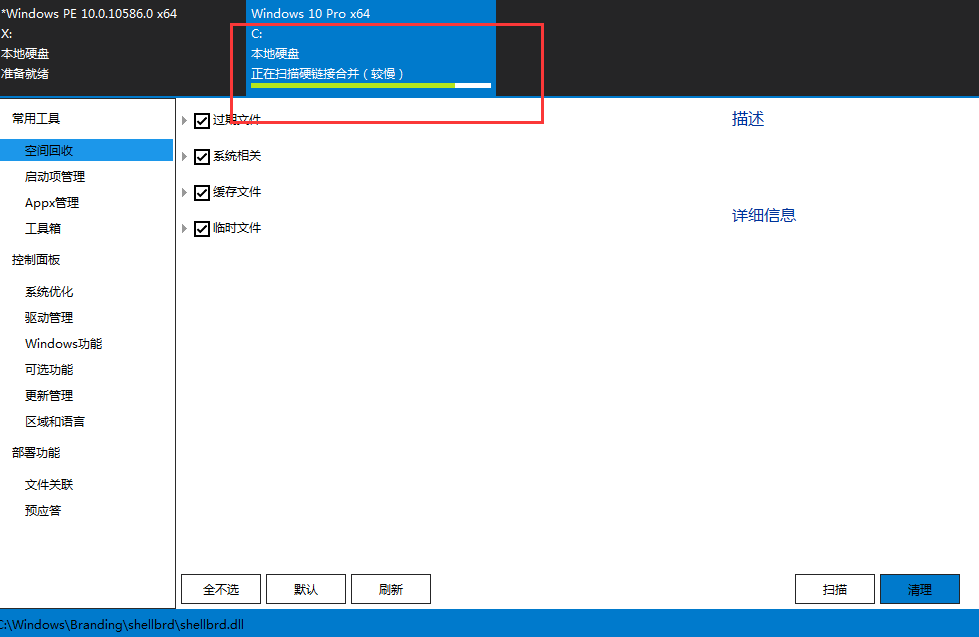 *Windows PE 10.0.10586.0 x64
X:
本地硬盘
准备就绪
Windows 10 Pro x64
C:
本地硬盘
正在扫描硬链接合并（较慢）
常用工具
空间回收
启动项管理
Appx管理
工具箱
控制面板
系统优化
驱动管理
Windows功能
可选功能
更新管理
区域和语言
部署功能
文件关联
预应答
过期文件
系统相关
缓存文件
临时文件
描述
详细信息
全不选
默认
刷新
扫描
清理
C:\Windows\Branding\shellbrd\shellbrd.dll